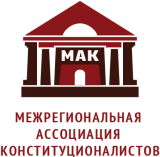 МАК
МЕЖРЕГИОНАЛЬНАЯ
АССОЦИАЦИЯ
КОНСТИТУЦИОНАЛИСТОВ